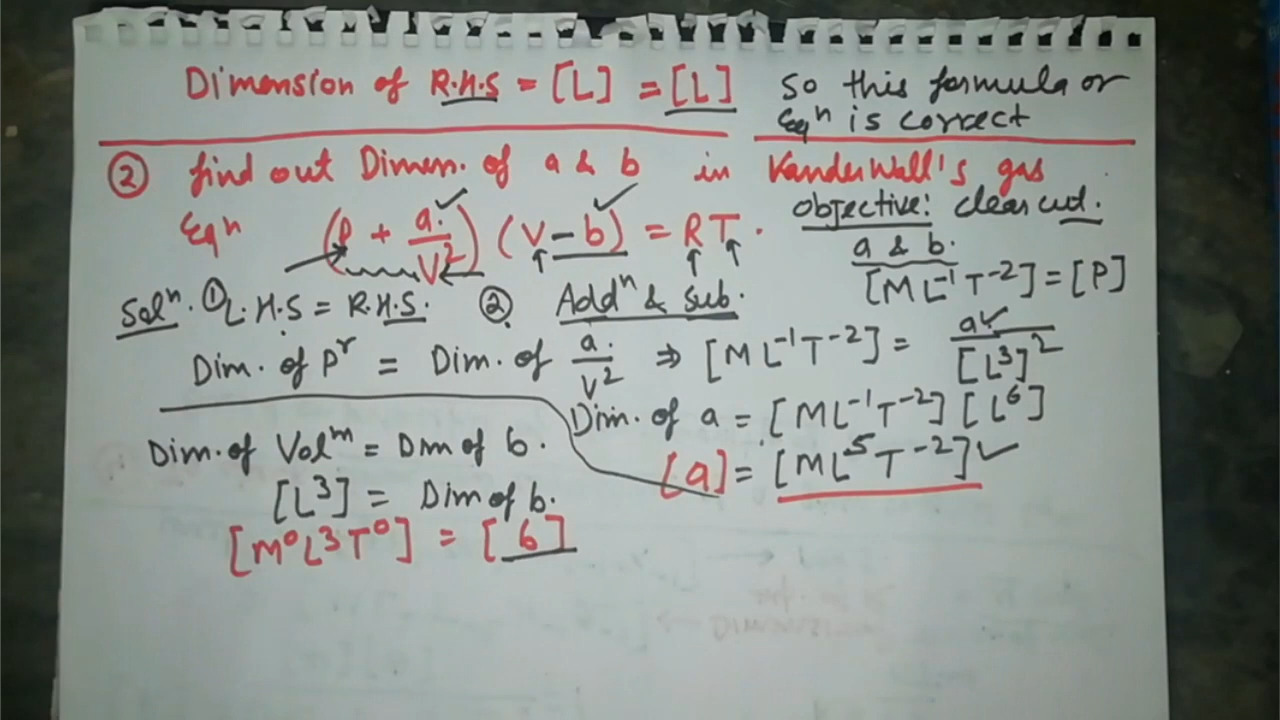 Dimension of R.H.S = [L] = [L] So this formula or
Eqⁿ is correct
② find out Dimen. of a & b in Vanderwall's gas
Eqⁿ (P + a/V²) (V – b) = RT.
objective: clear cut.
a & b.
[ML⁻¹T⁻²] = [P]
Solⁿ. ① L.H.S = R.H.S. ② Addⁿ & Sub.
Dim. of Pʳ = Dim. of a/V² ⇒ [ML⁻¹T⁻²] = a/[L³]²
Dim. of a = [ML⁻¹T⁻²] [L⁶]
[a] = [ML⁵T⁻²] ✓
Dim. of Volᵐ = Dim of b.
[L³] = Dim of b.
[M⁰L³T⁰] = [b]